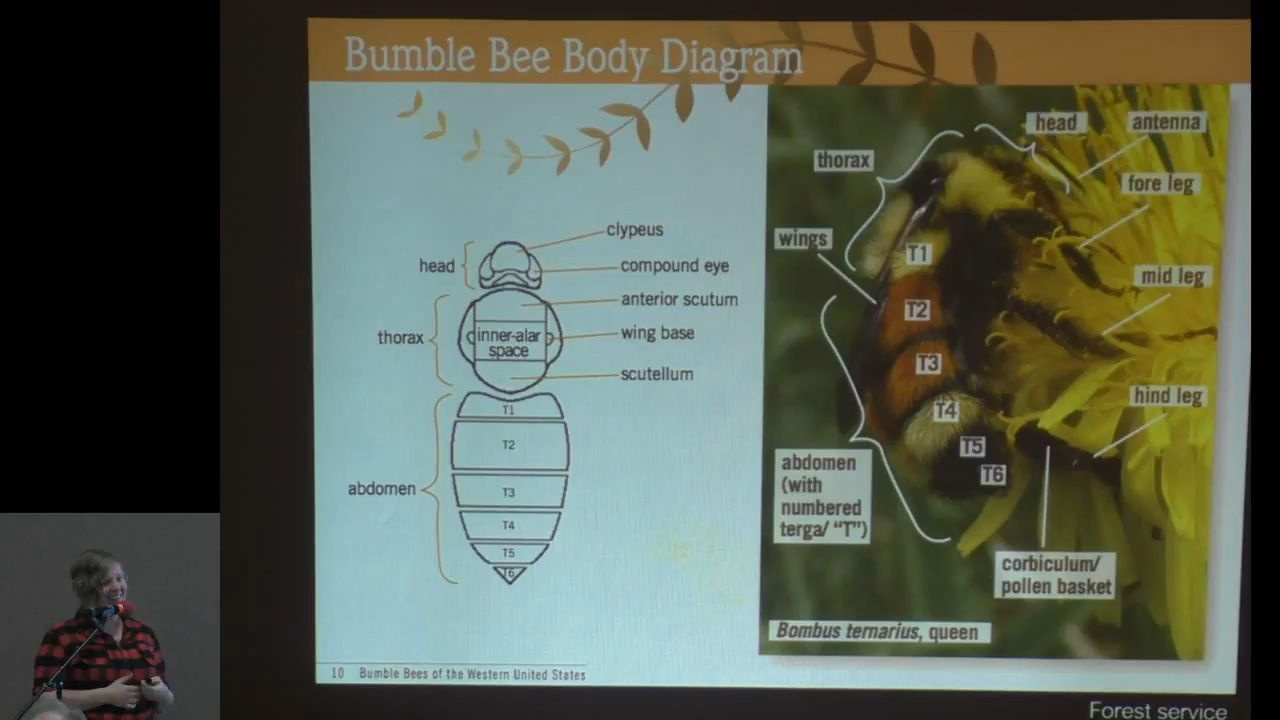 Bumble Bee Body Diagram
clypeus
head
compound eye
anterior scutum
thorax
inner-alar
space
wing base
scutellum
T1
T2
T3
abdomen
T4
T5
T6
10 Bumble Bees of the Western United States
head
antenna
thorax
fore leg
wings
T1
mid leg
T2
T3
hind leg
T4
T5
T6
abdomen
(with
numbered
terga/ “T”)
corbiculum/
pollen basket
Bombus ternarius, queen
Forest service